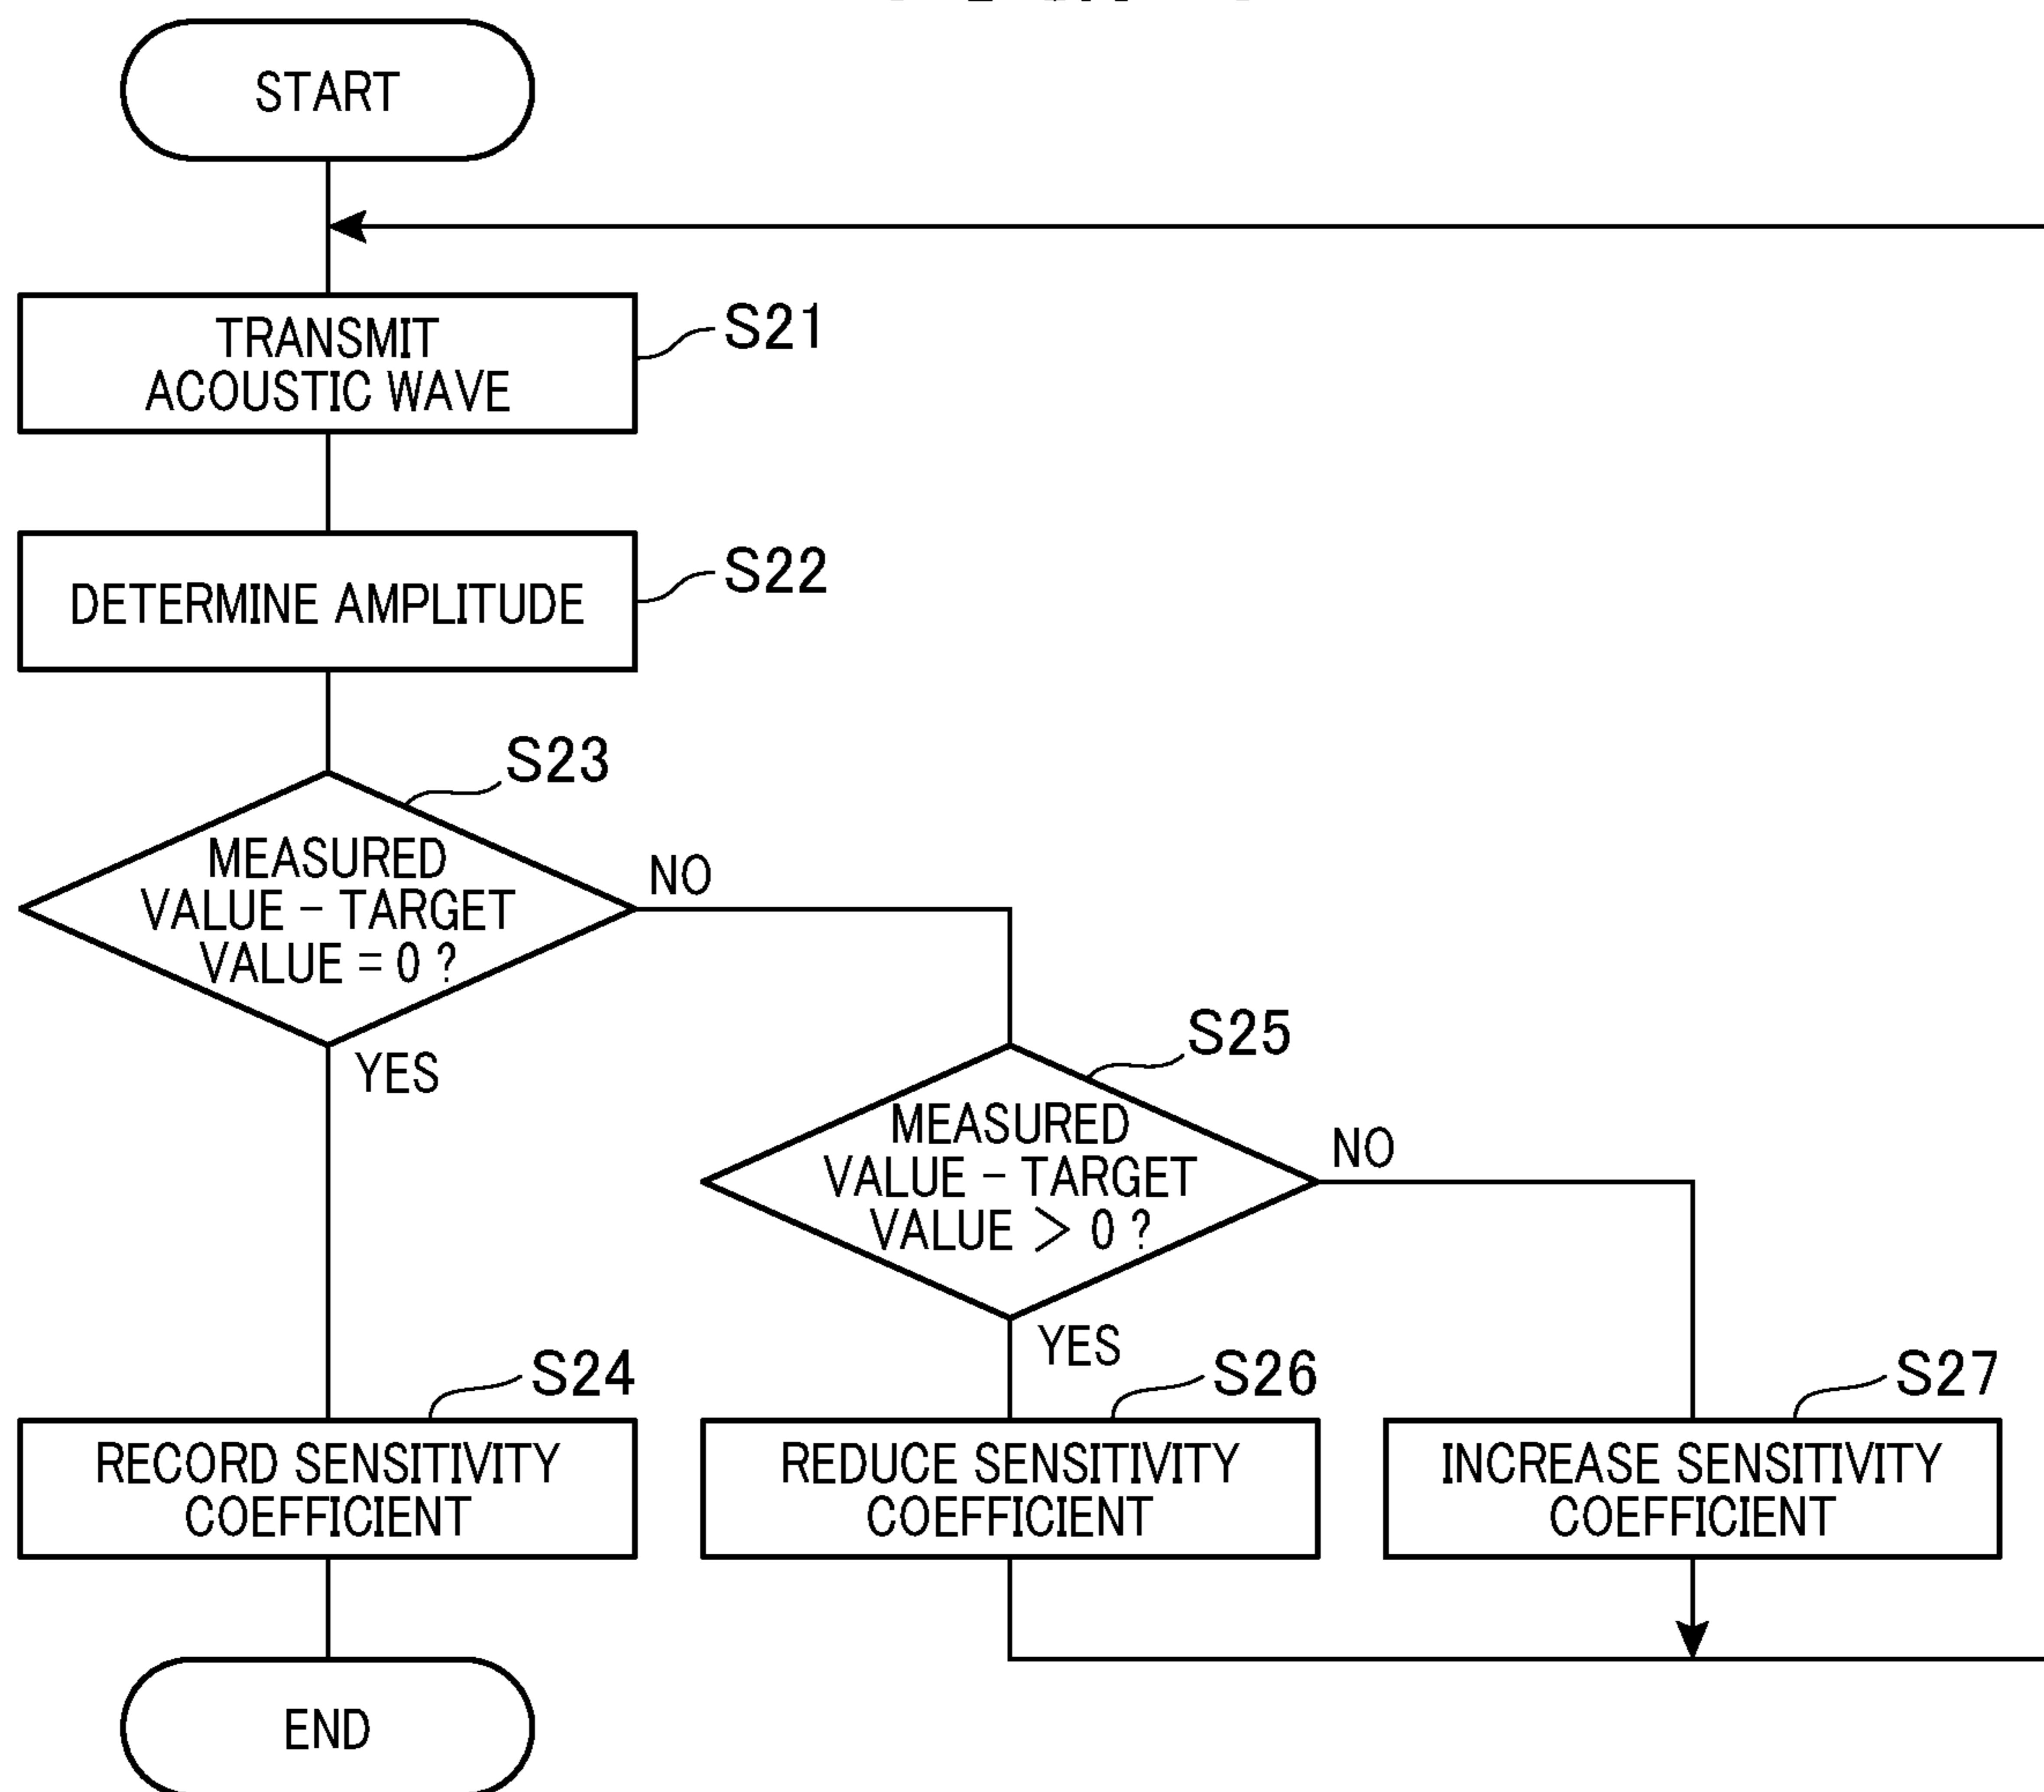 START
TRANSMIT
ACOUSTIC WAVE
S21
DETERMINE AMPLITUDE
S22
S23
MEASURED
VALUE - TARGET
VALUE = 0 ?
NO
YES
S25
MEASURED
VALUE - TARGET
VALUE > 0 ?
NO
YES
S24
RECORD SENSITIVITY
COEFFICIENT
S26
REDUCE SENSITIVITY
COEFFICIENT
S27
INCREASE SENSITIVITY
COEFFICIENT
END